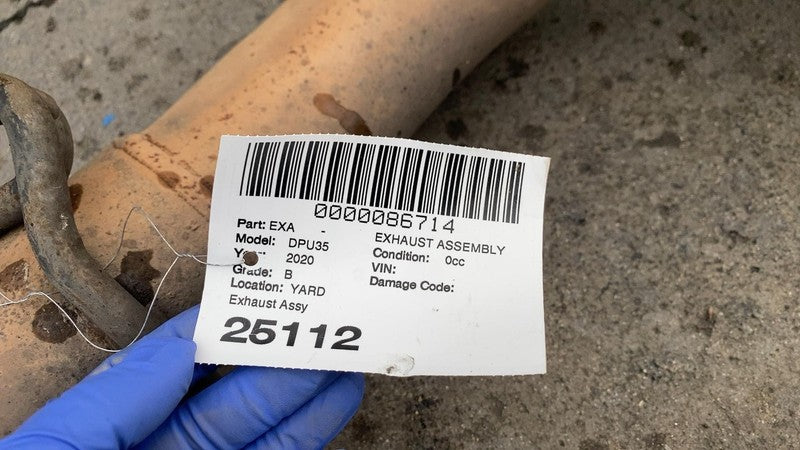 0000086714
Part: EXA - EXHAUST ASSEMBLY
Model: DPU35 Condition: 0cc
2020 VIN:
Grade: B Damage Code:
Location: YARD
Exhaust Assy
25112